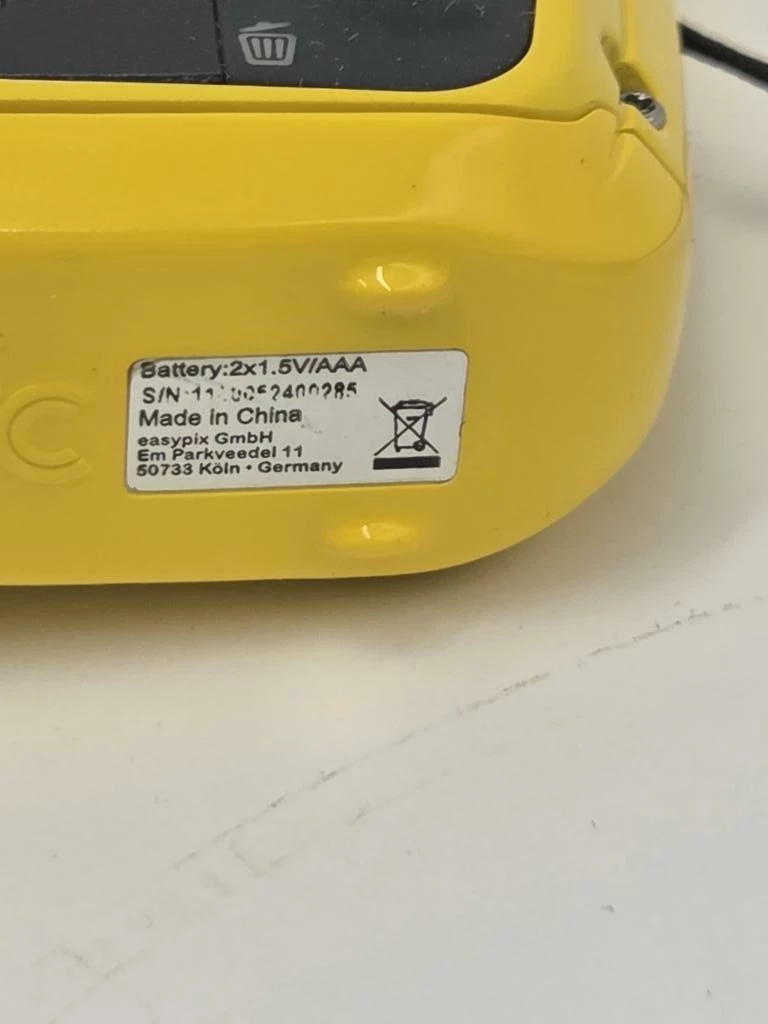 Battery:2x1.5V/AAA
S/N
Made in China
easypix GmbH
Em Parkveedel 11
50733 Köln • Germany
C